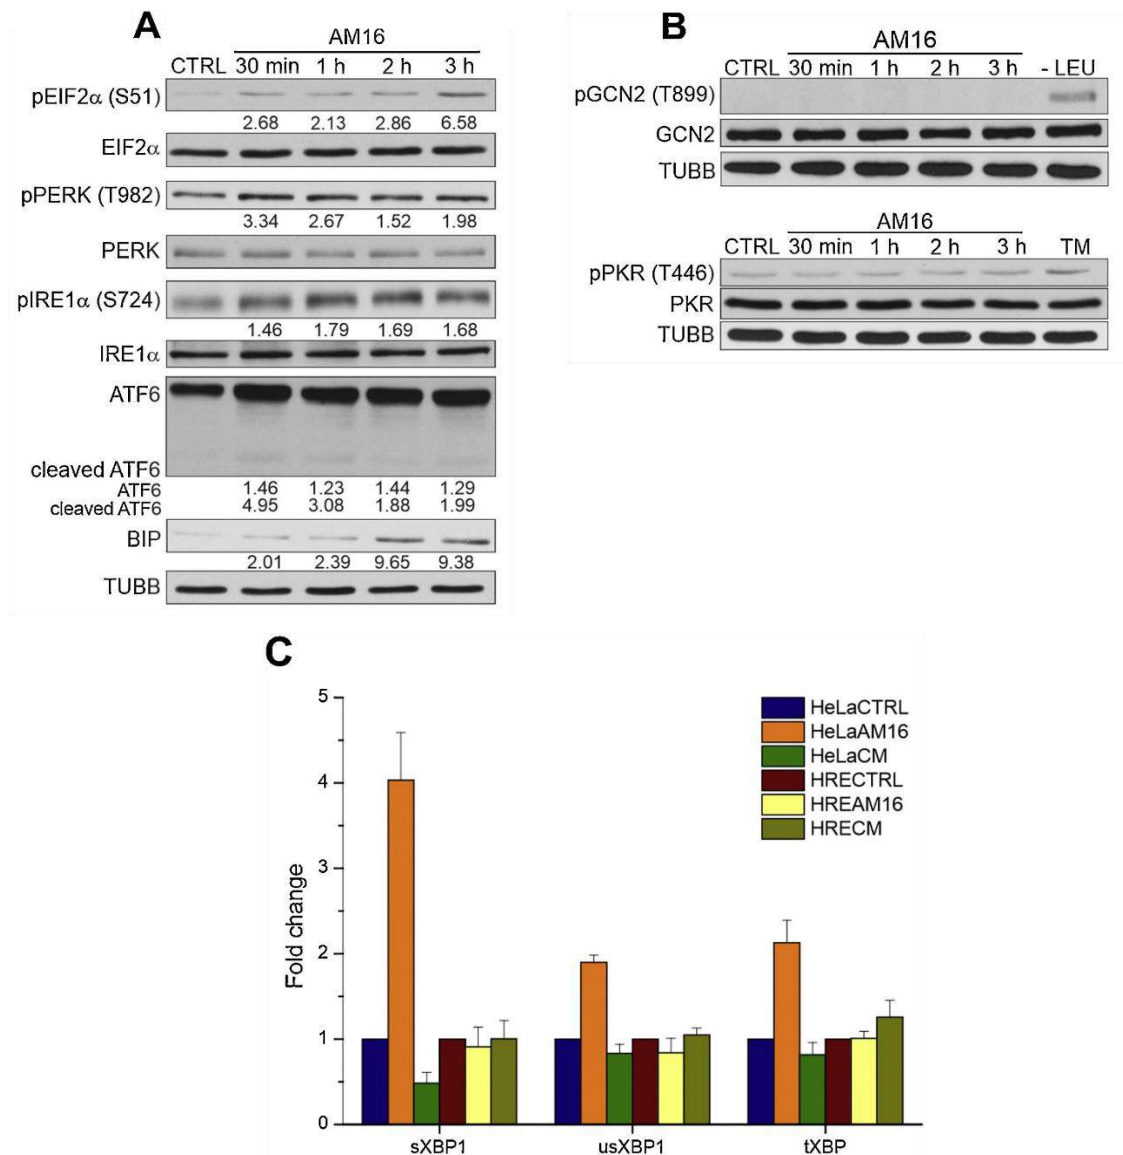 A
AM16
CTRL 30 min 1 h 2 h 3 h
pEIF2α (S51)
2.68 2.13 2.86 6.58
EIF2α
pPERK (T982)
3.34 2.67 1.52 1.98
PERK
pIRE1α (S724)
1.46 1.79 1.69 1.68
IRE1α
ATF6
cleaved ATF6
ATF6 1.46 1.23 1.44 1.29
cleaved ATF6 4.95 3.08 1.88 1.99
BIP
2.01 2.39 9.65 9.38
TUBB
B
AM16
CTRL 30 min 1 h 2 h 3 h - LEU
pGCN2 (T899)
GCN2
TUBB
AM16
CTRL 30 min 1 h 2 h 3 h TM
pPKR (T446)
PKR
TUBB
C
5
4
3
2
1
0
Fold change
HeLaCTRL
HeLaAM16
HeLaCM
HRECTRL
HREAM16
HRECM
sXBP1 usXBP1 tXBP